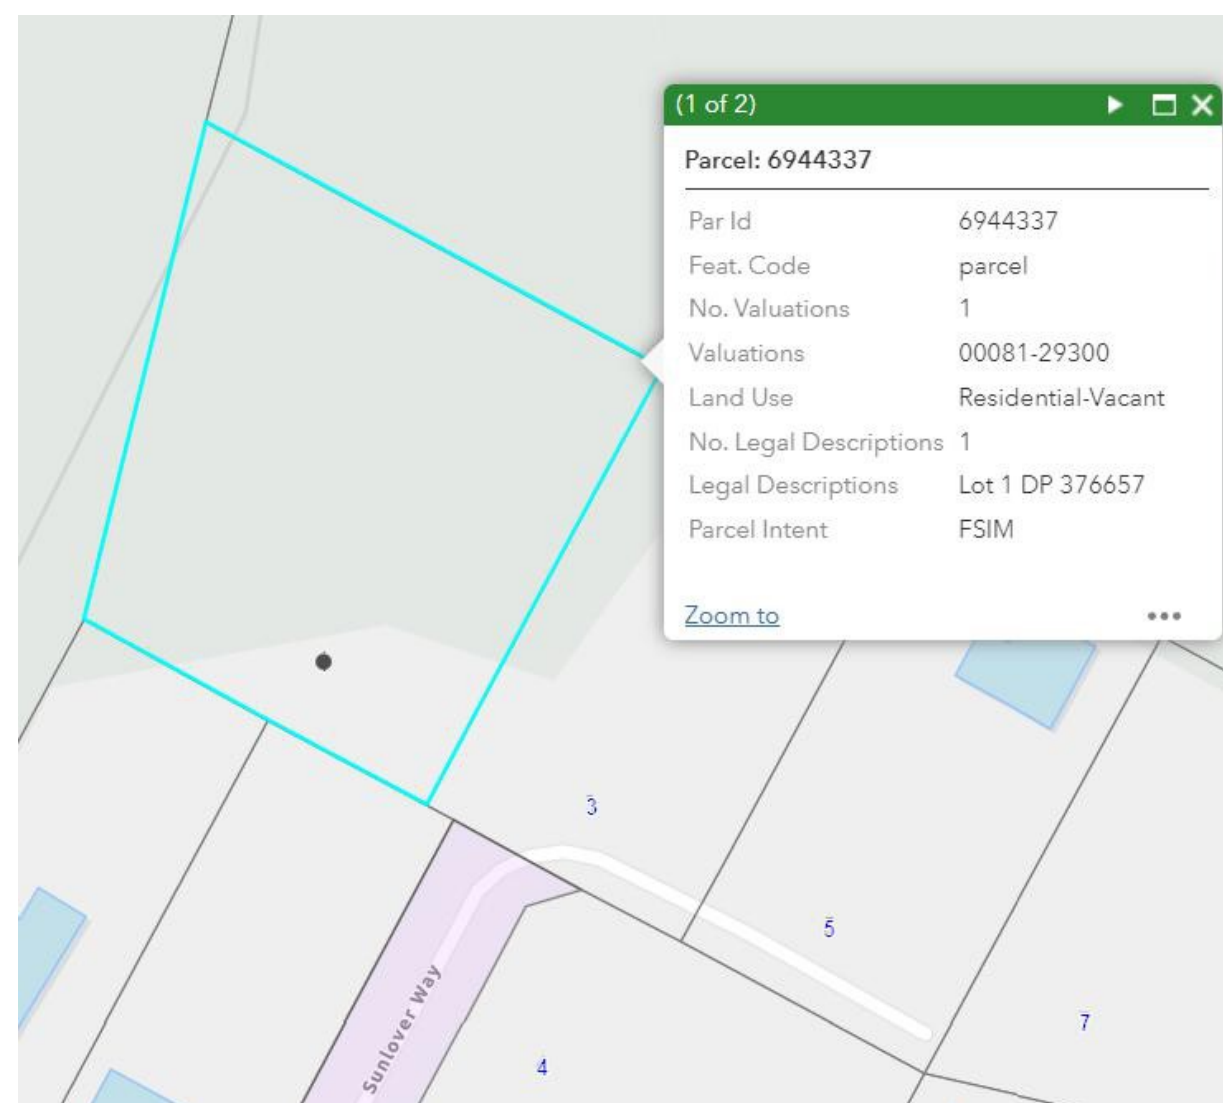 (1 of 2)
Parcel: 6944337
Par Id 6944337
Feat. Code parcel
No. Valuations 1
Valuations 00081-29300
Land Use Residential-Vacant
No. Legal Descriptions 1
Legal Descriptions Lot 1 DP 376657
Parcel Intent FSIM
Zoom to
3
5
7
Sunlover Way
4